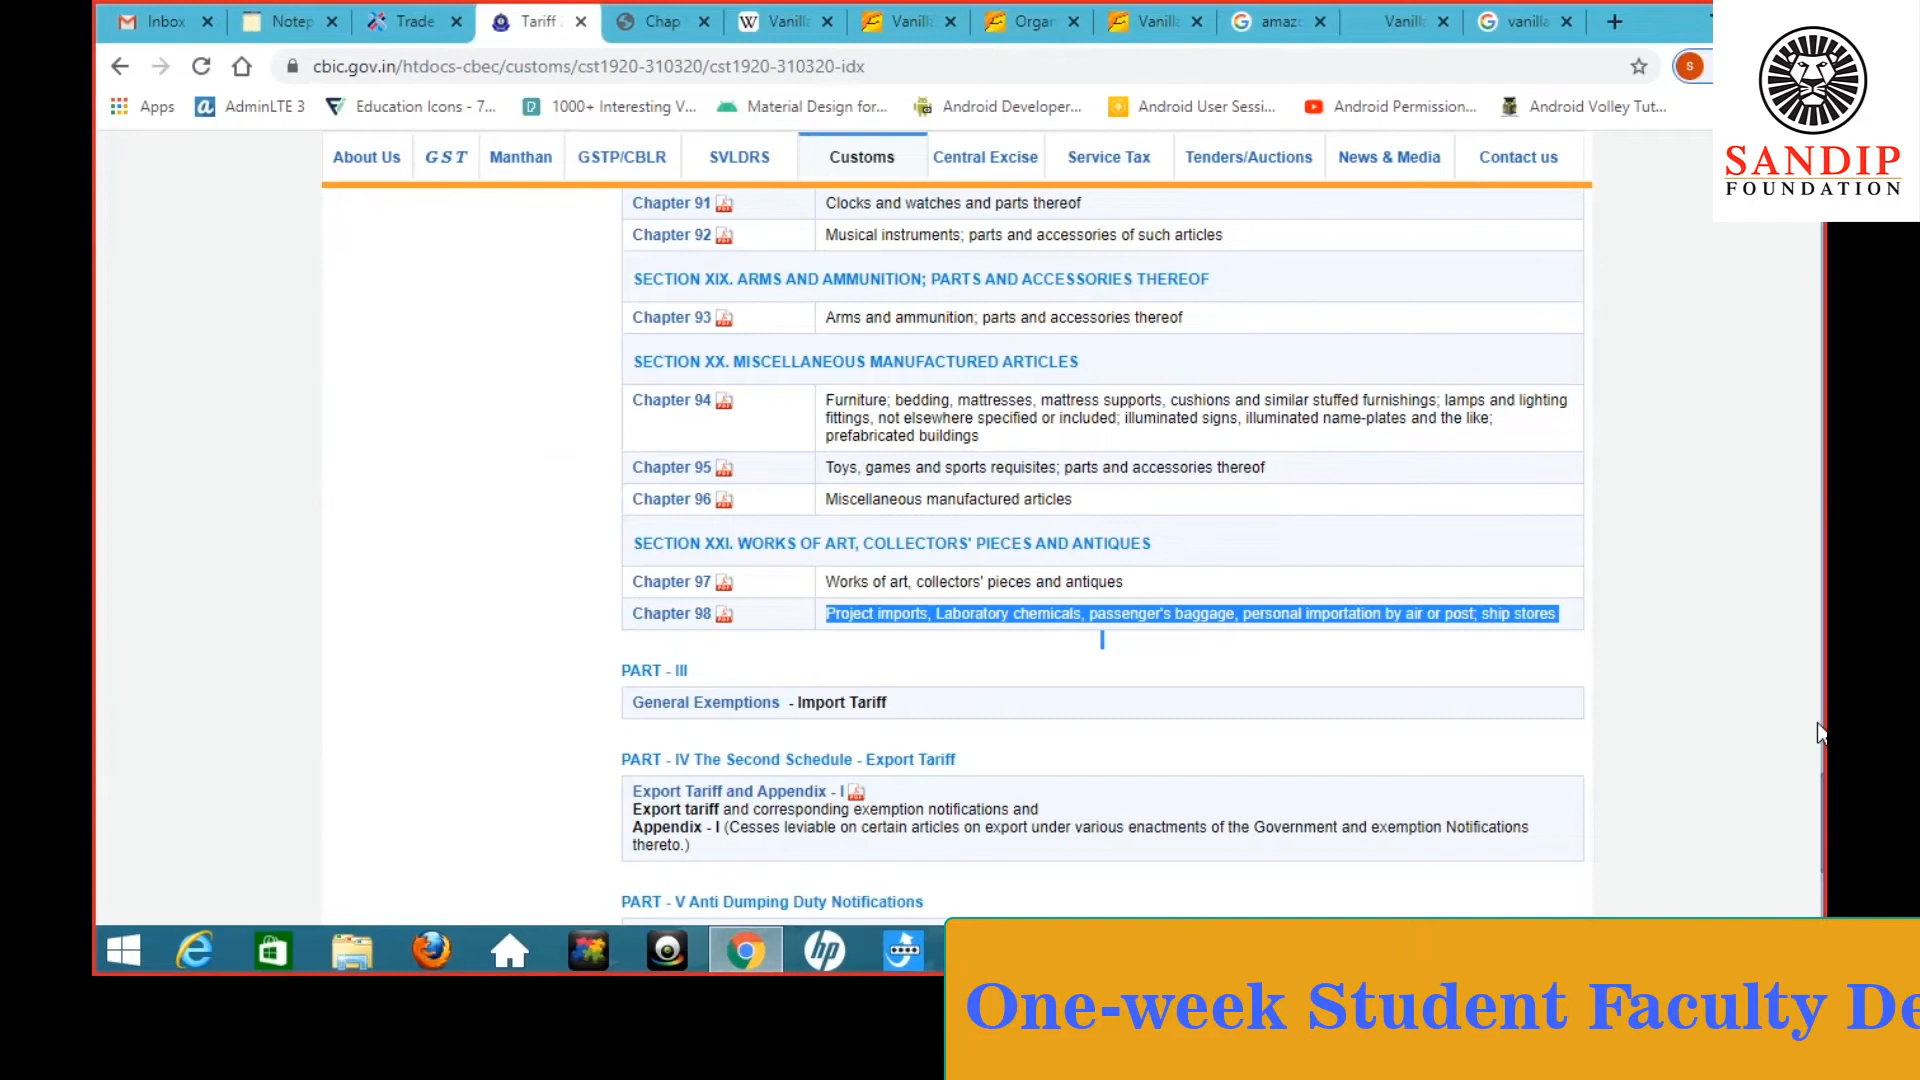 Inbox
Notep
Trade
Tariff
Chap
Vanilla
Vanilla
Organ
Vanilla
amaz
Vanilla
vanilla
cbic.gov.in/htdocs-cbec/customs/cst1920-310320/cst1920-310320-idx
S
Apps
AdminLTE 3
Education Icons - 7...
1000+ Interesting V...
Material Design for...
Android Developer...
Android User Sessi...
Android Permission...
Android Volley Tut...
SANDIP
FOUNDATION
About Us
GST
Manthan
GSTP/CBLR
SVLDRS
Customs
Central Excise
Service Tax
Tenders/Auctions
News & Media
Contact us
Chapter 91 Clocks and watches and parts thereof
Chapter 92 Musical instruments; parts and accessories of such articles
SECTION XIX. ARMS AND AMMUNITION; PARTS AND ACCESSORIES THEREOF
Chapter 93 Arms and ammunition; parts and accessories thereof
SECTION XX. MISCELLANEOUS MANUFACTURED ARTICLES
Chapter 94 Furniture; bedding, mattresses, mattress supports, cushions and similar stuffed furnishings; lamps and lighting
fittings, not elsewhere specified or included; illuminated signs, illuminated name-plates and the like;
prefabricated buildings
Chapter 95 Toys, games and sports requisites; parts and accessories thereof
Chapter 96 Miscellaneous manufactured articles
SECTION XXI. WORKS OF ART, COLLECTORS' PIECES AND ANTIQUES
Chapter 97 Works of art, collectors' pieces and antiques
Chapter 98 Project imports, Laboratory chemicals, passenger's baggage, personal importation by air or post; ship stores
PART - III
General Exemptions - Import Tariff
PART - IV The Second Schedule - Export Tariff
Export Tariff and Appendix - I
Export tariff and corresponding exemption notifications and
Appendix - I (Cesses leviable on certain articles on export under various enactments of the Government and exemption Notifications
thereto.)
PART - V Anti Dumping Duty Notifications
hp
One-week Student Faculty De